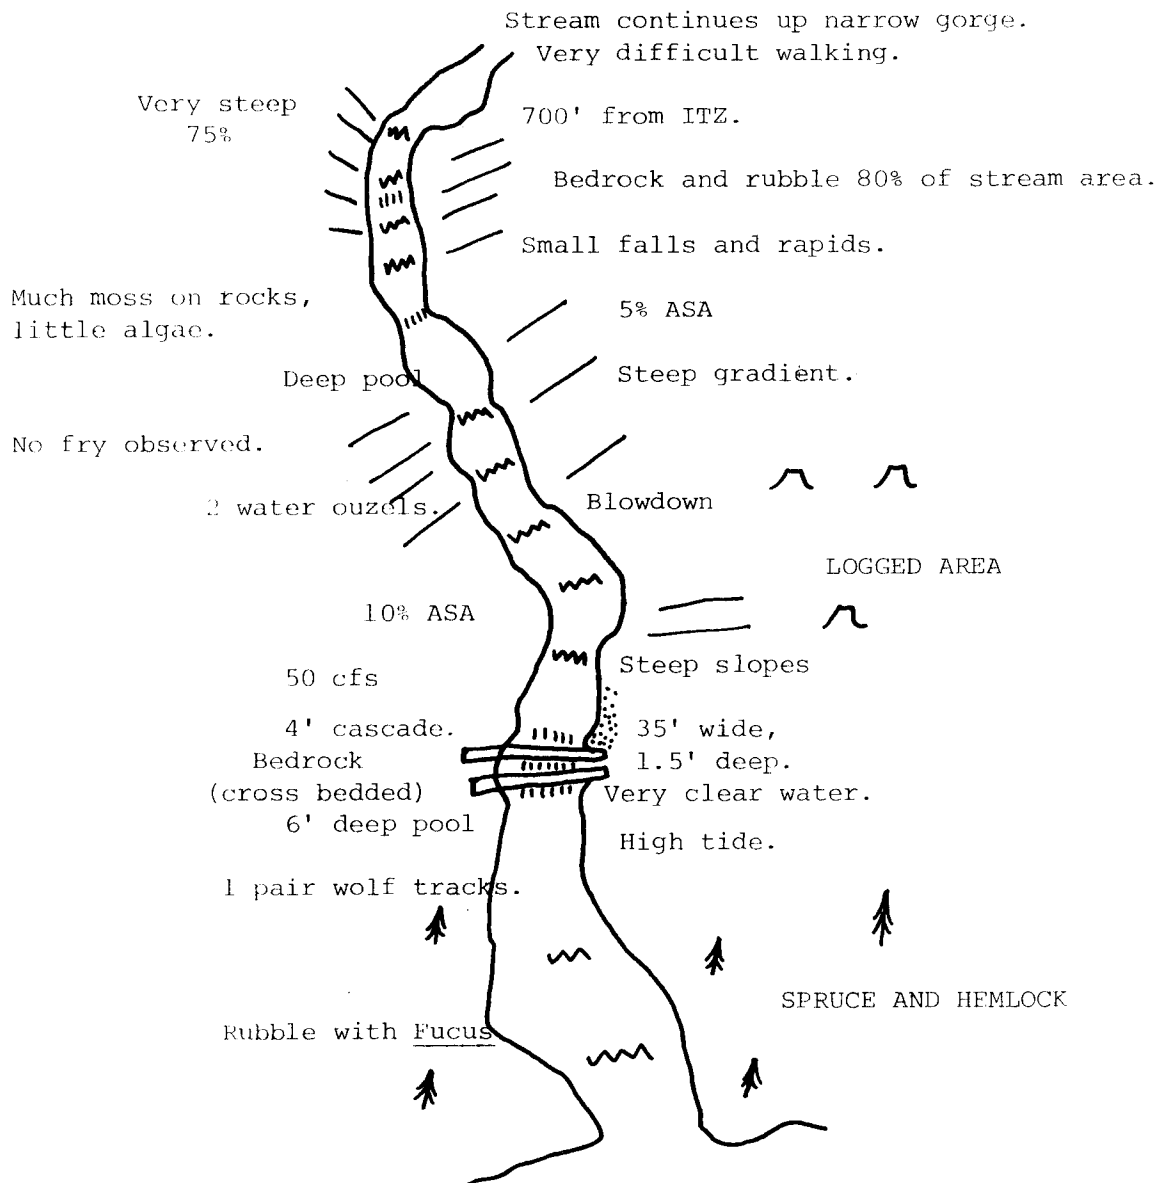 Stream continues up narrow gorge.
Very difficult walking.
Very steep
75%
700' from ITZ.
Bedrock and rubble 80% of stream area.
Small falls and rapids.
Much moss on rocks,
little algae.
5% ASA
Deep pool
Steep gradient.
No fry observed.
2 water ouzels.
Blowdown
LOGGED AREA
10% ASA
Steep slopes
50 cfs
4' cascade.
35' wide,
1.5' deep.
Bedrock
(cross bedded)
Very clear water.
6' deep pool
High tide.
1 pair wolf tracks.
SPRUCE AND HEMLOCK
Rubble with Fucus